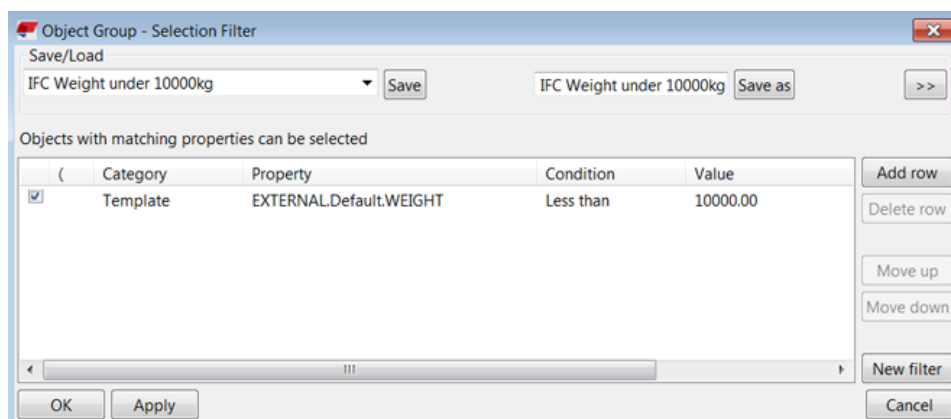 Object Group - Selection Filter
Save/Load
IFC Weight under 10000kg Save IFC Weight under 10000kg Save as >>
Objects with matching properties can be selected
( Category Property Condition Value
Template EXTERNAL.Default.WEIGHT Less than 10000.00
Add row
Delete row
Move up
Move down
New filter
OK Apply Cancel